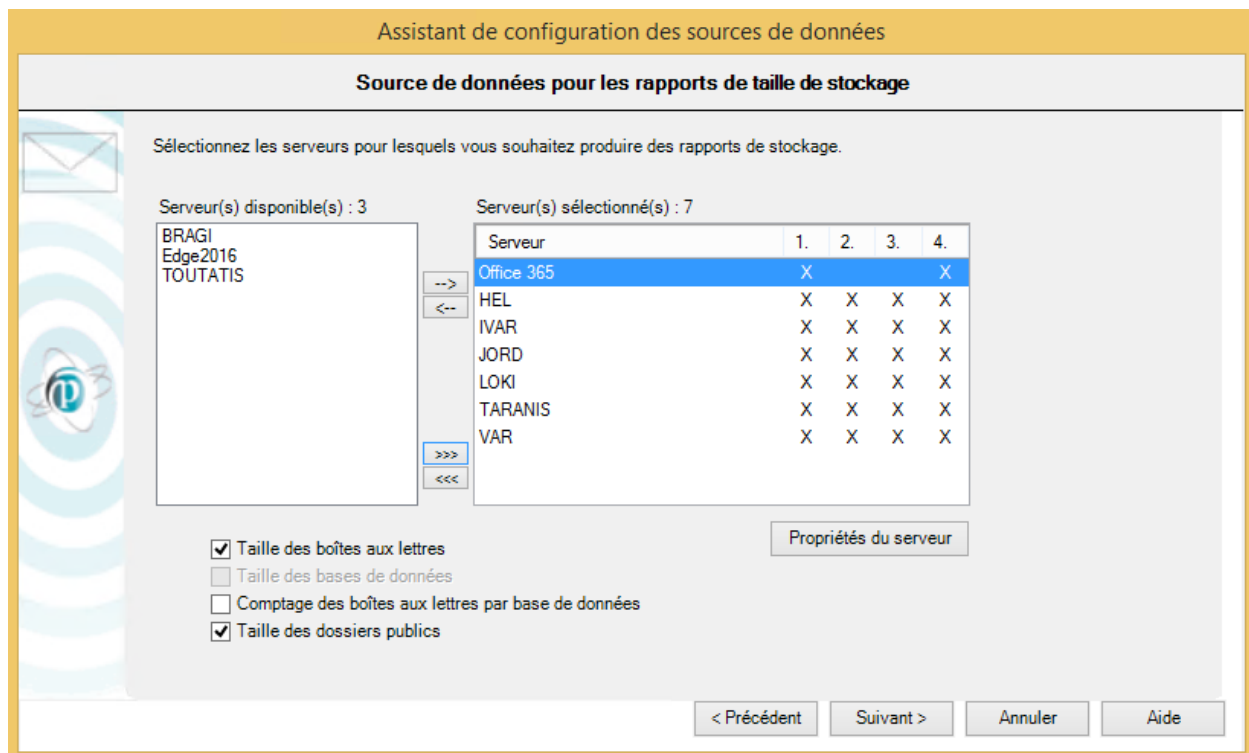 Assistant de configuration des sources de données
Source de données pour les rapports de taille de stockage
Sélectionnez les serveurs pour lesquels vous souhaitez produire des rapports de stockage.
Serveur(s) disponible(s) : 3
BRAGI
Edge2016
TOUTATIS
-->
<--
>>>
<<<
Serveur(s) sélectionné(s) : 7
Serveur 1. 2. 3. 4.
Office 365 X X
HEL X X X X
IVAR X X X X
JORD X X X X
LOKI X X X X
TARANIS X X X X
VAR X X X X
Propriétés du serveur
Taille des boîtes aux lettres
Taille des bases de données
Comptage des boîtes aux lettres par base de données
Taille des dossiers publics
< Précédent Suivant > Annuler Aide